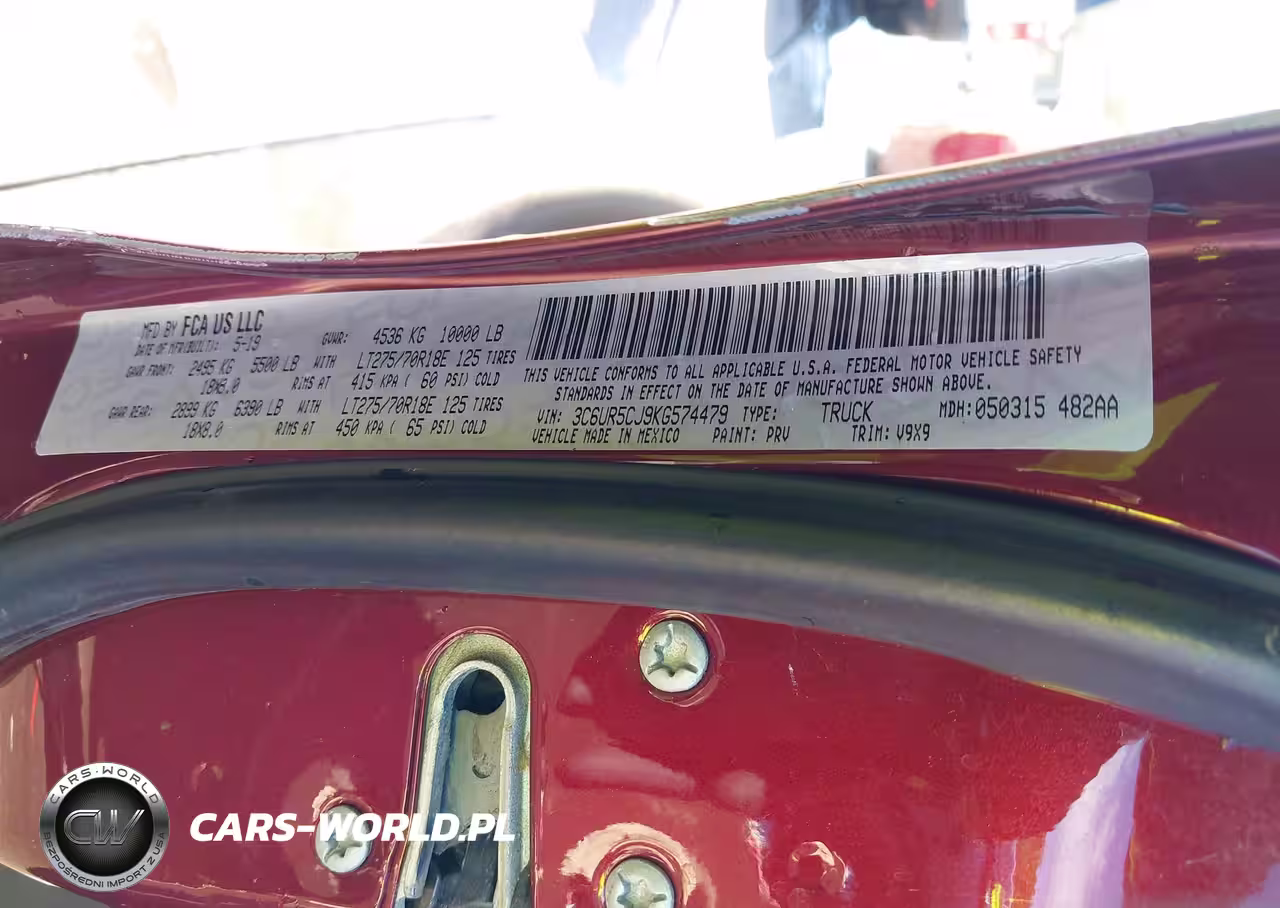 MFD BY FCA US LLC
DATE OF MFR(BUILT): 5-19 GVWR: 4536 KG 10000 LB
GAWR FRONT: 2495 KG 5500 LB WITH LT275/70R18E 125 TIRES
18X8.0 RIMS AT 415 KPA ( 60 PSI) COLD
GAWR REAR: 2899 KG 6390 LB WITH LT275/70R18E 125 TIRES
18X8.0 RIMS AT 450 KPA ( 65 PSI) COLD
THIS VEHICLE CONFORMS TO ALL APPLICABLE U.S.A. FEDERAL MOTOR VEHICLE SAFETY
STANDARDS IN EFFECT ON THE DATE OF MANUFACTURE SHOWN ABOVE.
VIN: 3C6UR5CJ9KG574479 TYPE: TRUCK MDH: 050315 482AA
VEHICLE MADE IN MEXICO PAINT: PRV TRIM: V9X9
CARS-WORLD
CW
BEZPOŚREDNI IMPORT Z USA
CARS-WORLD.PL